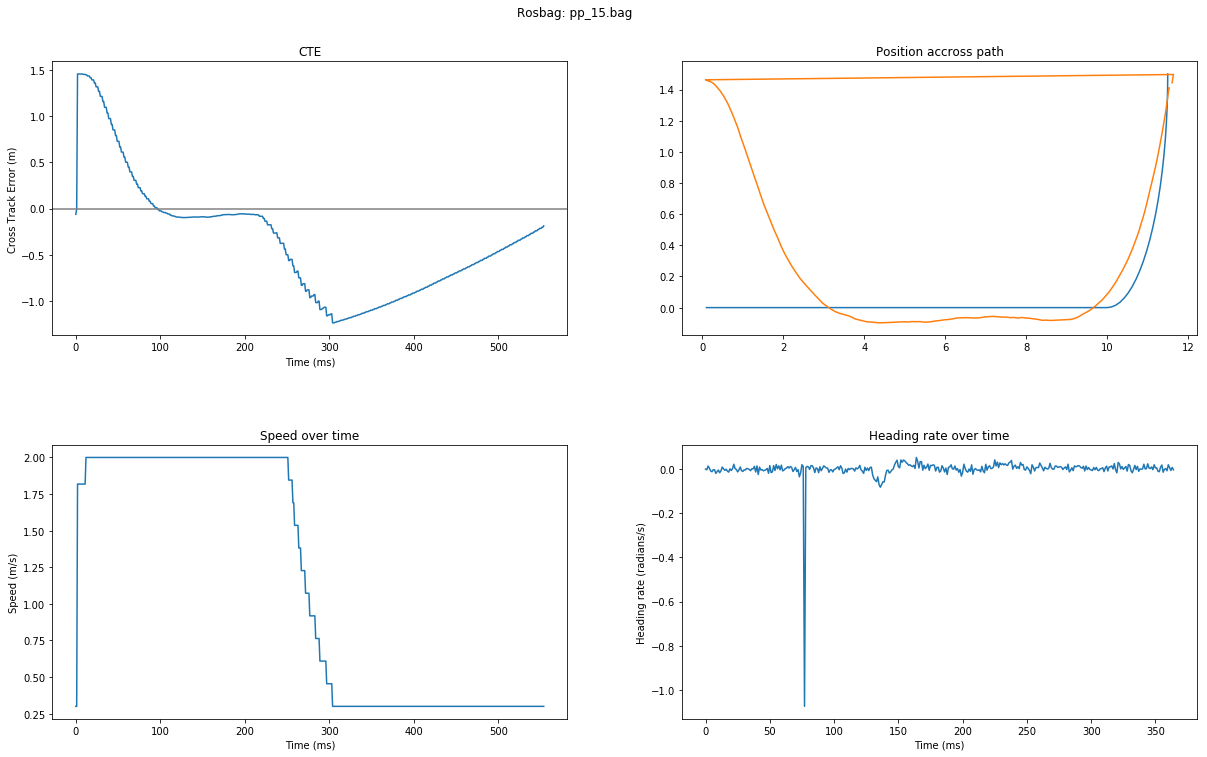 Rosbag: pp_15.bag
CTE
Cross Track Error (m)
1.5
1.0
0.5
0.0
−0.5
−1.0
0 100 200 300 400 500
Time (ms)
Position accross path
1.4
1.2
1.0
0.8
0.6
0.4
0.2
0.0
0 2 4 6 8 10 12
Speed over time
Speed (m/s)
2.00
1.75
1.50
1.25
1.00
0.75
0.50
0.25
0 100 200 300 400 500
Time (ms)
Heading rate over time
Heading rate (radians/s)
0.0
−0.2
−0.4
−0.6
−0.8
−1.0
0 50 100 150 200 250 300 350
Time (ms)